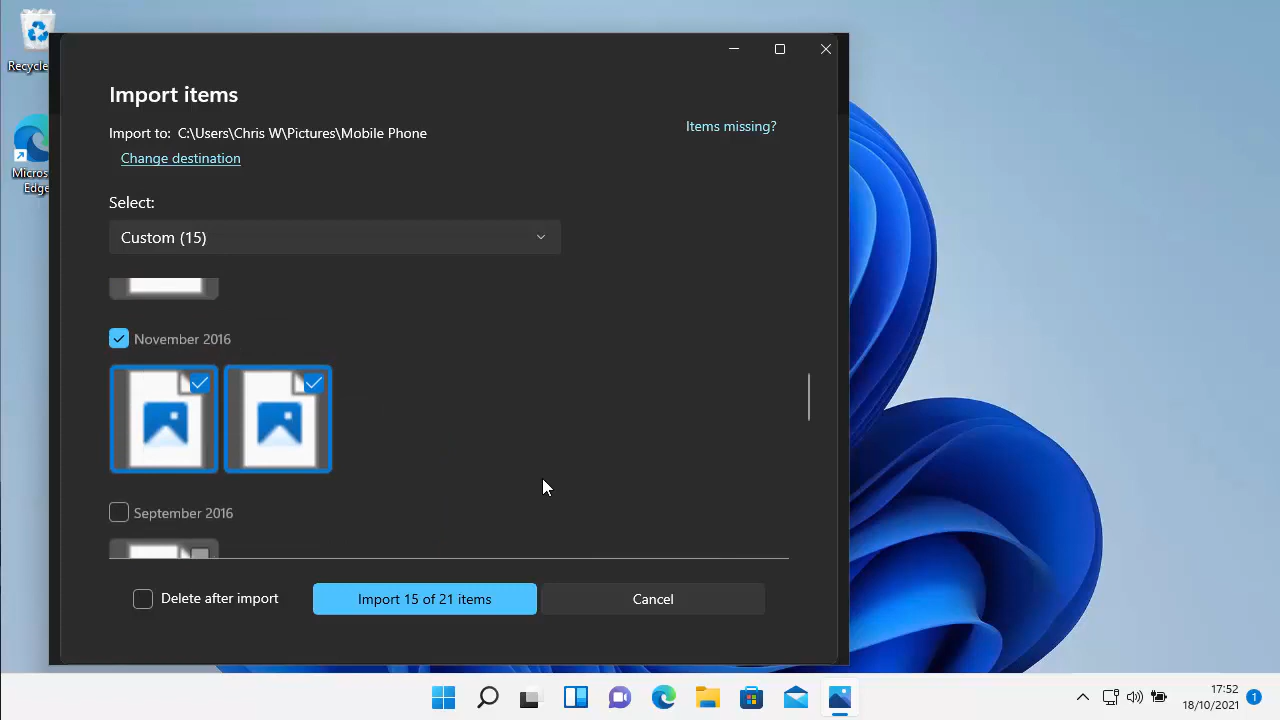 Recycle
Micros
Edge
Import items
Import to: C:\Users\Chris W\Pictures\Mobile Phone
Items missing?
Change destination
Select:
Custom (15)
November 2016
September 2016
Delete after import
Import 15 of 21 items
Cancel
17:52
18/10/2021
1